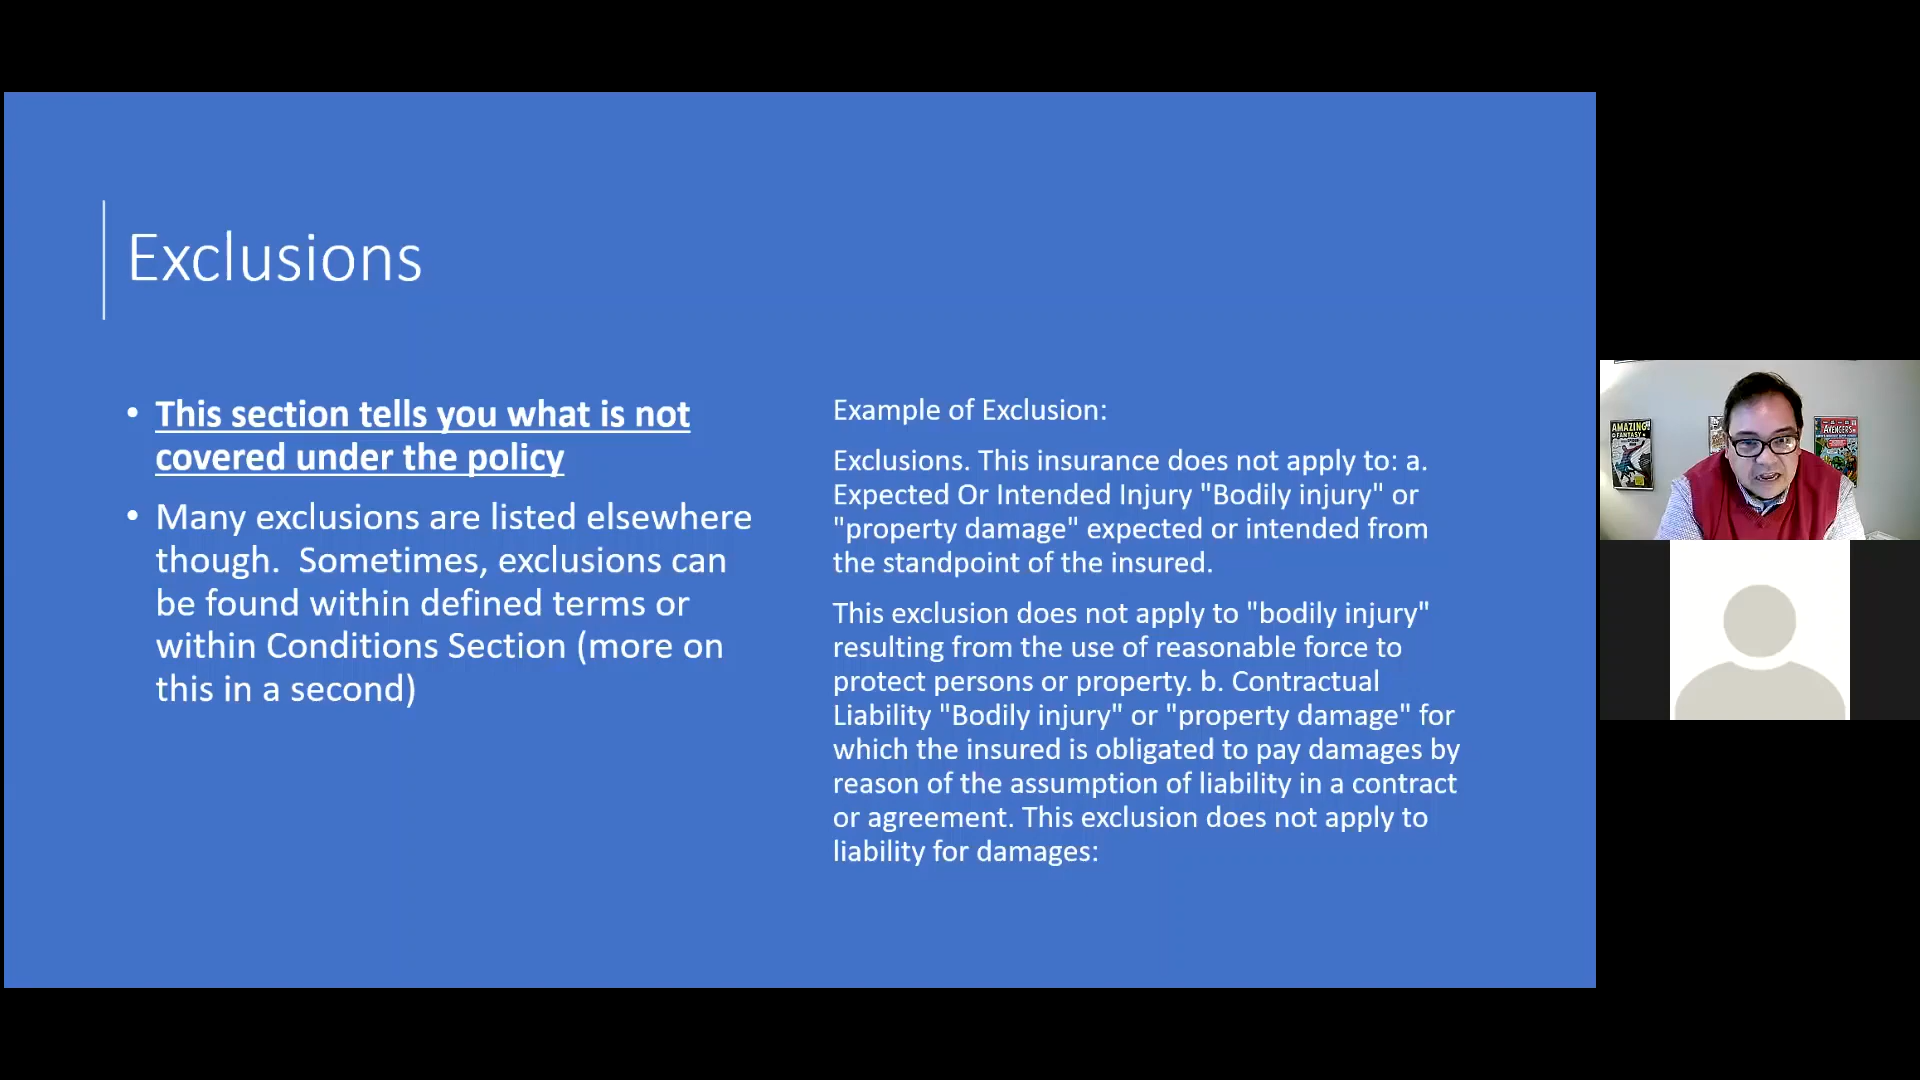 Exclusions
• This section tells you what is not
covered under the policy
• Many exclusions are listed elsewhere
though.  Sometimes, exclusions can
be found within defined terms or
within Conditions Section (more on
this in a second)
Example of Exclusion:
Exclusions. This insurance does not apply to: a.
Expected Or Intended Injury "Bodily injury" or
"property damage" expected or intended from
the standpoint of the insured.
This exclusion does not apply to "bodily injury"
resulting from the use of reasonable force to
protect persons or property. b. Contractual
Liability "Bodily injury" or "property damage" for
which the insured is obligated to pay damages by
reason of the assumption of liability in a contract
or agreement. This exclusion does not apply to
liability for damages:
AMAZING
FANTASY
AVENGERS